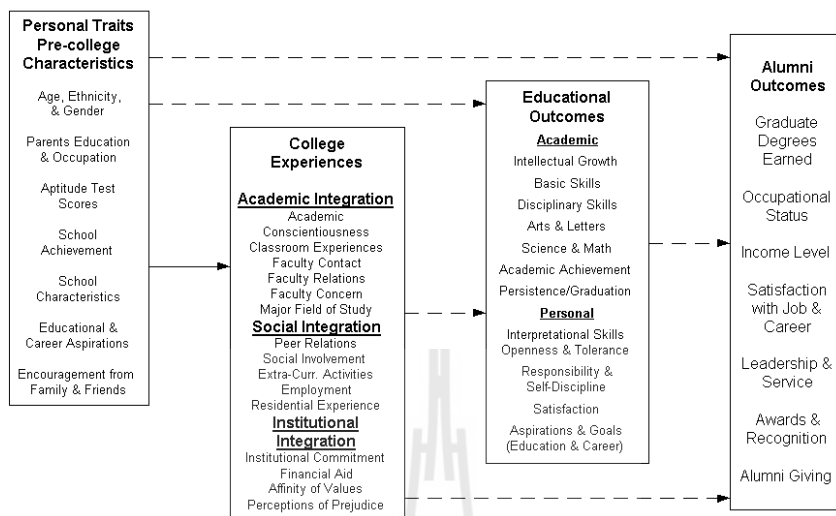 Personal Traits
Pre-college
Characteristics
Age, Ethnicity,
& Gender
Parents Education
& Occupation
Aptitude Test
Scores
School
Achievement
School
Characteristics
Educational &
Career Aspirations
Encouragement from
Family & Friends
College
Experiences
Academic Integration
Academic
Conscientiousness
Classroom Experiences
Faculty Contact
Faculty Relations
Faculty Concern
Major Field of Study
Social Integration
Peer Relations
Social Involvement
Extra-Curr. Activities
Employment
Residential Experience
Institutional
Integration
Institutional Commitment
Financial Aid
Affinity of Values
Perceptions of Prejudice
Educational
Outcomes
Academic
Intellectual Growth
Basic Skills
Disciplinary Skills
Arts & Letters
Science & Math
Academic Achievement
Persistence/Graduation
Personal
Interpretational Skills
Openness & Tolerance
Responsibility &
Self-Discipline
Satisfaction
Aspirations & Goals
(Education & Career)
Alumni
Outcomes
Graduate
Degrees
Earned
Occupational
Status
Income Level
Satisfaction
with Job &
Career
Leadership &
Service
Awards &
Recognition
Alumni Giving